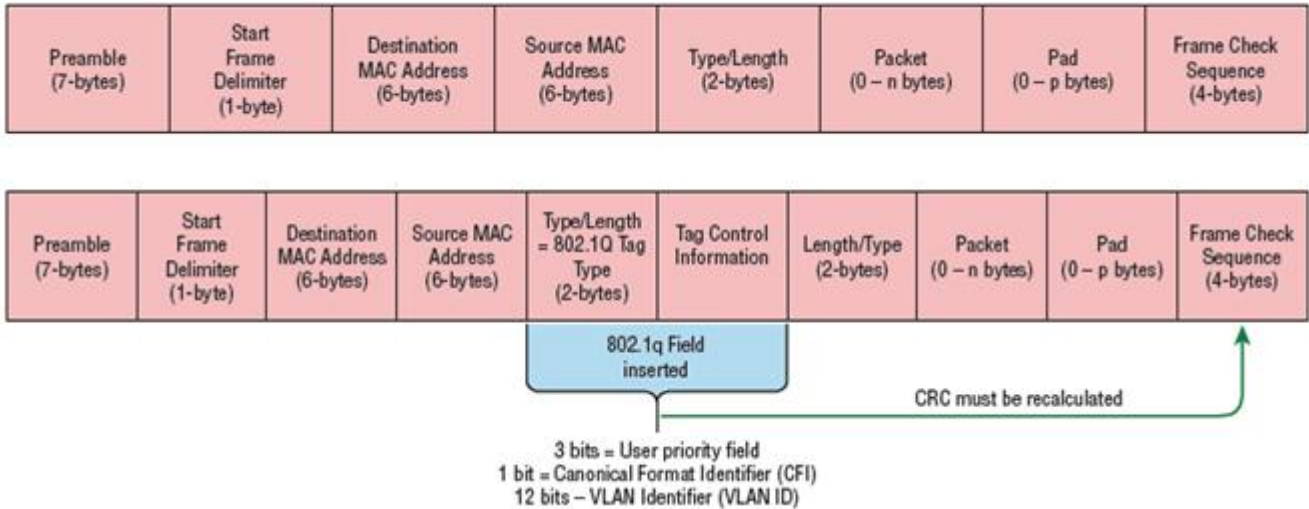 Preamble
(7-bytes)
Start
Frame
Delimiter
(1-byte)
Destination
MAC Address
(6-bytes)
Source MAC
Address
(6-bytes)
Type/Length
(2-bytes)
Packet
(0 – n bytes)
Pad
(0 – p bytes)
Frame Check
Sequence
(4-bytes)
Preamble
(7-bytes)
Start
Frame
Delimiter
(1-byte)
Destination
MAC Address
(6-bytes)
Source MAC
Address
(6-bytes)
Type/Length
= 802.1Q Tag
Type
(2-bytes)
Tag Control
Information
Length/Type
(2-bytes)
Packet
(0 – n bytes)
Pad
(0 – p bytes)
Frame Check
Sequence
(4-bytes)
802.1q Field
inserted
CRC must be recalculated
3 bits = User priority field
1 bit = Canonical Format Identifier (CFI)
12 bits – VLAN Identifier (VLAN ID)